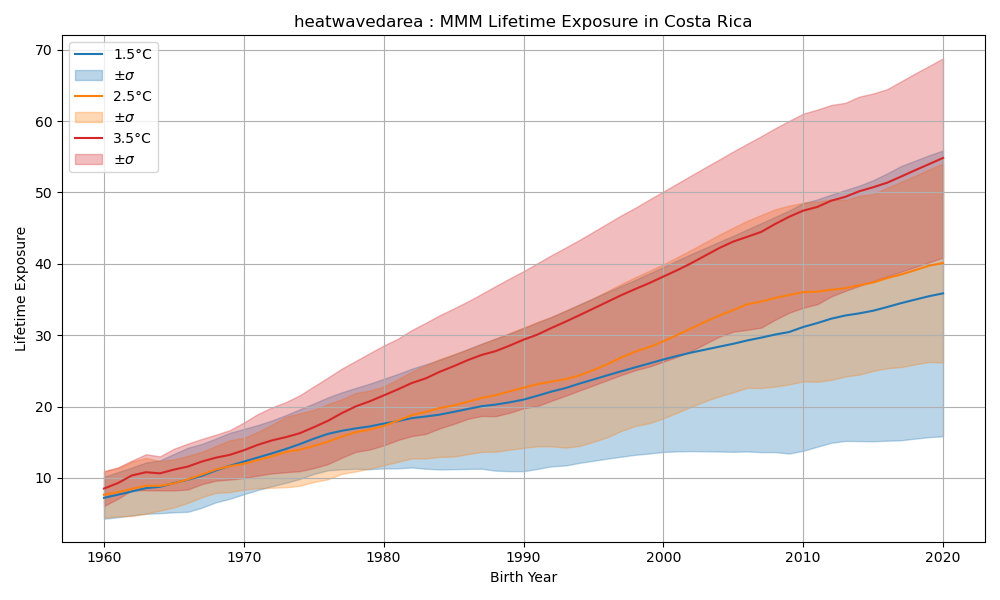 heatwavedarea : MMM Lifetime Exposure in Costa Rica
70
60
50
40
30
20
10
Lifetime Exposure
1.5°C
±σ
2.5°C
±σ
3.5°C
±σ
1960 1970 1980 1990 2000 2010 2020
Birth Year